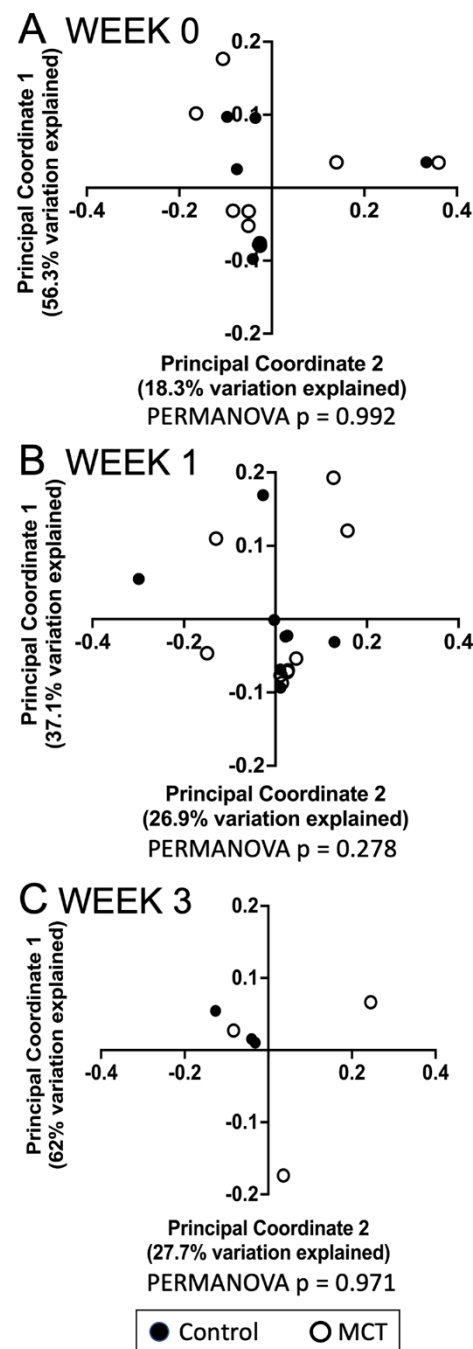 A WEEK 0
Principal Coordinate 1
(56.3% variation explained)
0.2
0.1
-0.4
-0.2
0.2
0.4
-0.1
-0.2
Principal Coordinate 2
(18.3% variation explained)
PERMANOVA p = 0.992
B WEEK 1
Principal Coordinate 1
(37.1% variation explained)
0.2
0.1
-0.4
-0.2
0.2
0.4
-0.1
-0.2
Principal Coordinate 2
(26.9% variation explained)
PERMANOVA p = 0.278
C WEEK 3
Principal Coordinate 1
(62% variation explained)
0.2
0.1
-0.4
-0.2
0.2
0.4
-0.1
-0.2
Principal Coordinate 2
(27.7% variation explained)
PERMANOVA p = 0.971
Control MCT